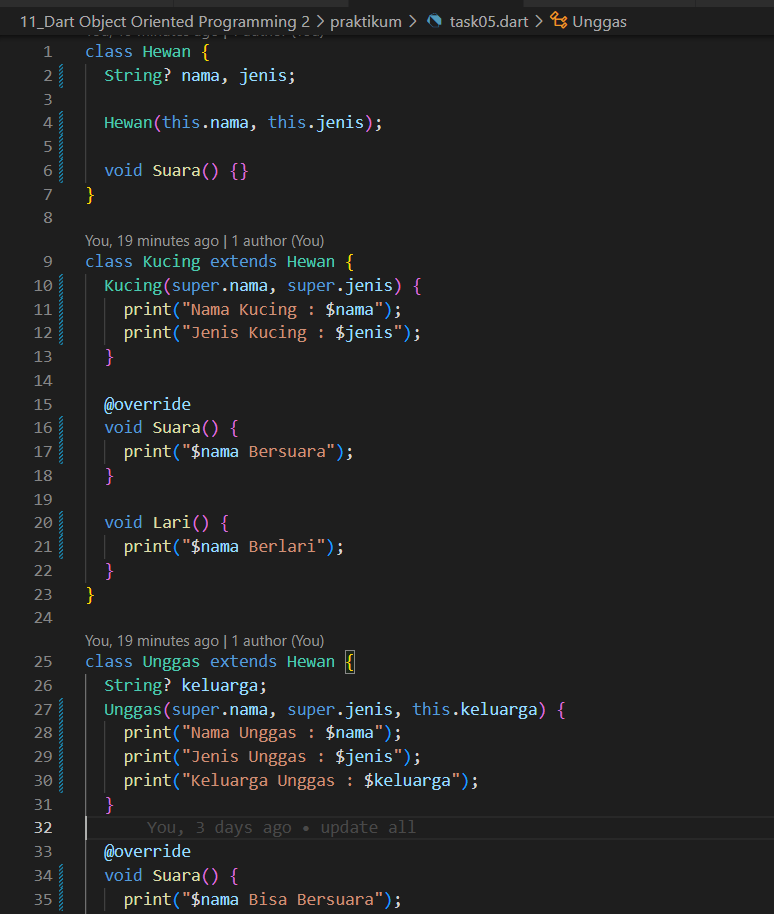 11_Dart Object Oriented Programming 2 > praktikum > task05.dart > Unggas
You, 19 minutes ago | 1 author (You)
1 class Hewan {
2 String? nama, jenis;
3
4 Hewan(this.nama, this.jenis);
5
6 void Suara() {}
7 }
8
You, 19 minutes ago | 1 author (You)
9 class Kucing extends Hewan {
10 Kucing(super.nama, super.jenis) {
11 print("Nama Kucing : $nama");
12 print("Jenis Kucing : $jenis");
13 }
14
15 @override
16 void Suara() {
17 print("$nama Bersuara");
18 }
19
20 void Lari() {
21 print("$nama Berlari");
22 }
23 }
24
You, 19 minutes ago | 1 author (You)
25 class Unggas extends Hewan {
26 String? keluarga;
27 Unggas(super.nama, super.jenis, this.keluarga) {
28 print("Nama Unggas : $nama");
29 print("Jenis Unggas : $jenis");
30 print("Keluarga Unggas : $keluarga");
31 }
32 You, 3 days ago • update all
33 @override
34 void Suara() {
35 print("$nama Bisa Bersuara");